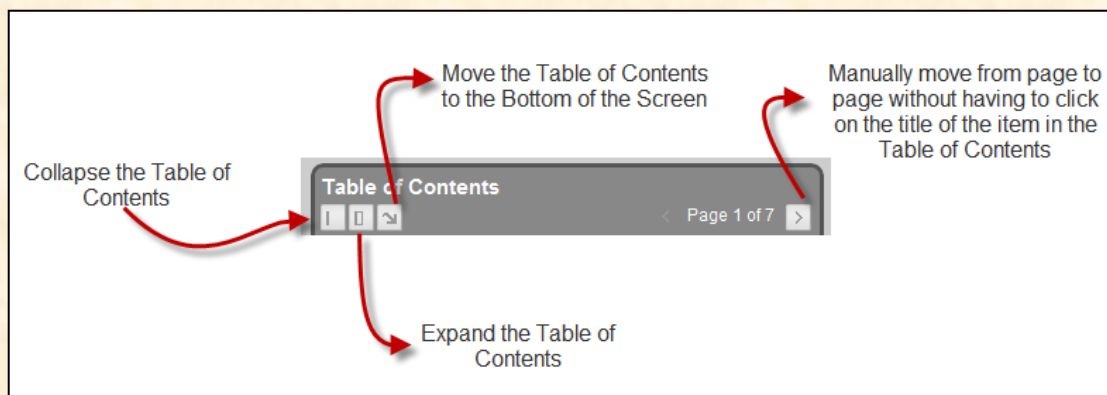 Move the Table of Contents
to the Bottom of the Screen
Manually move from page to
page without having to click
on the title of the item in the
Table of Contents
Collapse the Table of
Contents
Table of Contents
< Page 1 of 7 >
Expand the Table of
Contents